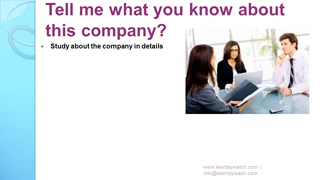 Tell me what you know about
this company?
• Study about the company in details
www.learnbywatch.com |
info@learnbywach.com